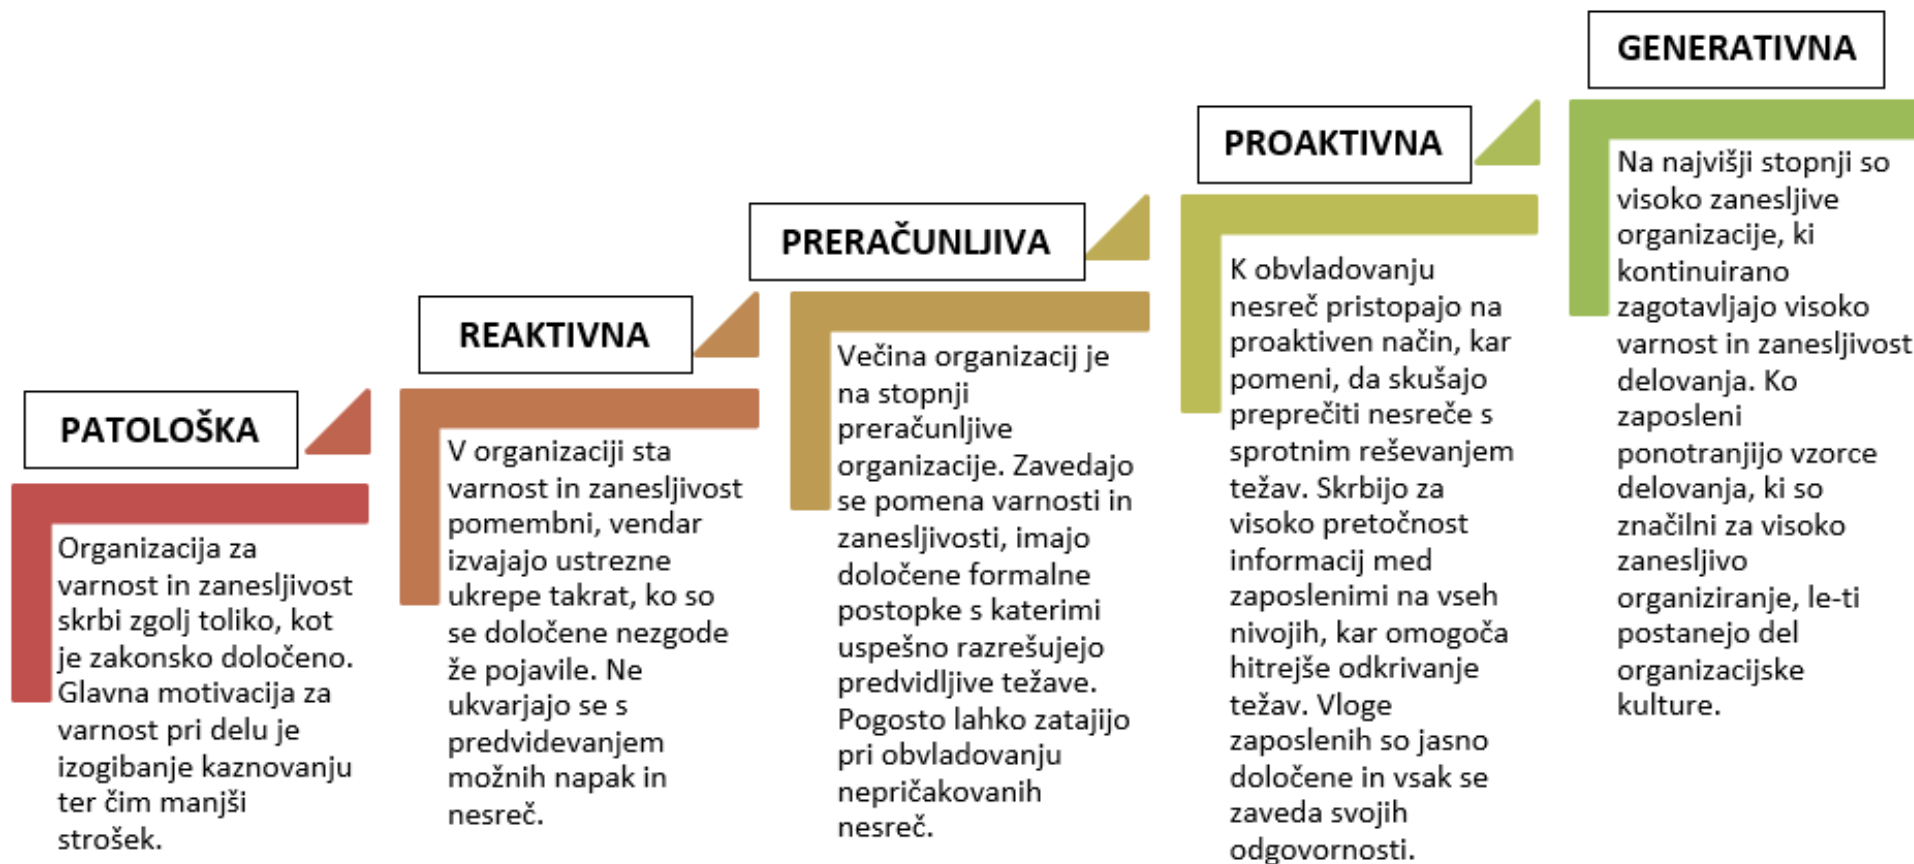 PATOLOŠKA
Organizacija za
varnost in zanesljivost
skrbi zgolj toliko, kot
je zakonsko določeno.
Glavna motivacija za
varnost pri delu je
izogibanje kaznovanju
ter čim manjši
strošek.
REAKTIVNA
V organizaciji sta
varnost in zanesljivost
pomembni, vendar
izvajajo ustrezne
ukrepe takrat, ko so
se določene nezgode
že pojavile. Ne
ukvarjajo se s
predvidevanjem
možnih napak in
nesreč.
PRERAČUNLJIVA
Večina organizacij je
na stopnji
preračunljive
organizacije. Zavedajo
se pomena varnosti in
zanesljivosti, imajo
določene formalne
postopke s katerimi
uspešno razrešujejo
predvidljive težave.
Pogosto lahko zatajijo
pri obvladovanju
nepričakovanih
nesreč.
PROAKTIVNA
K obvladovanju
nesreč pristopajo na
proaktiven način, kar
pomeni, da skušajo
preprečiti nesreče s
sprotnim reševanjem
težav. Skrbijo za
visoko pretočnost
informacij med
zaposlenimi na vseh
nivojih, kar omogoča
hitrejše odkrivanje
težav. Vloge
zaposlenih so jasno
določene in vsak se
zaveda svojih
odgovornosti.
GENERATIVNA
Na najvišji stopnji so
visoko zanesljive
organizacije, ki
kontinuirano
zagotavljajo visoko
varnost in zanesljivost
delovanja. Ko
zaposleni
ponotranjijo vzorce
delovanja, ki so
značilni za visoko
zanesljivo
organiziranje, le-ti
postanejo del
organizacijske
kulture.